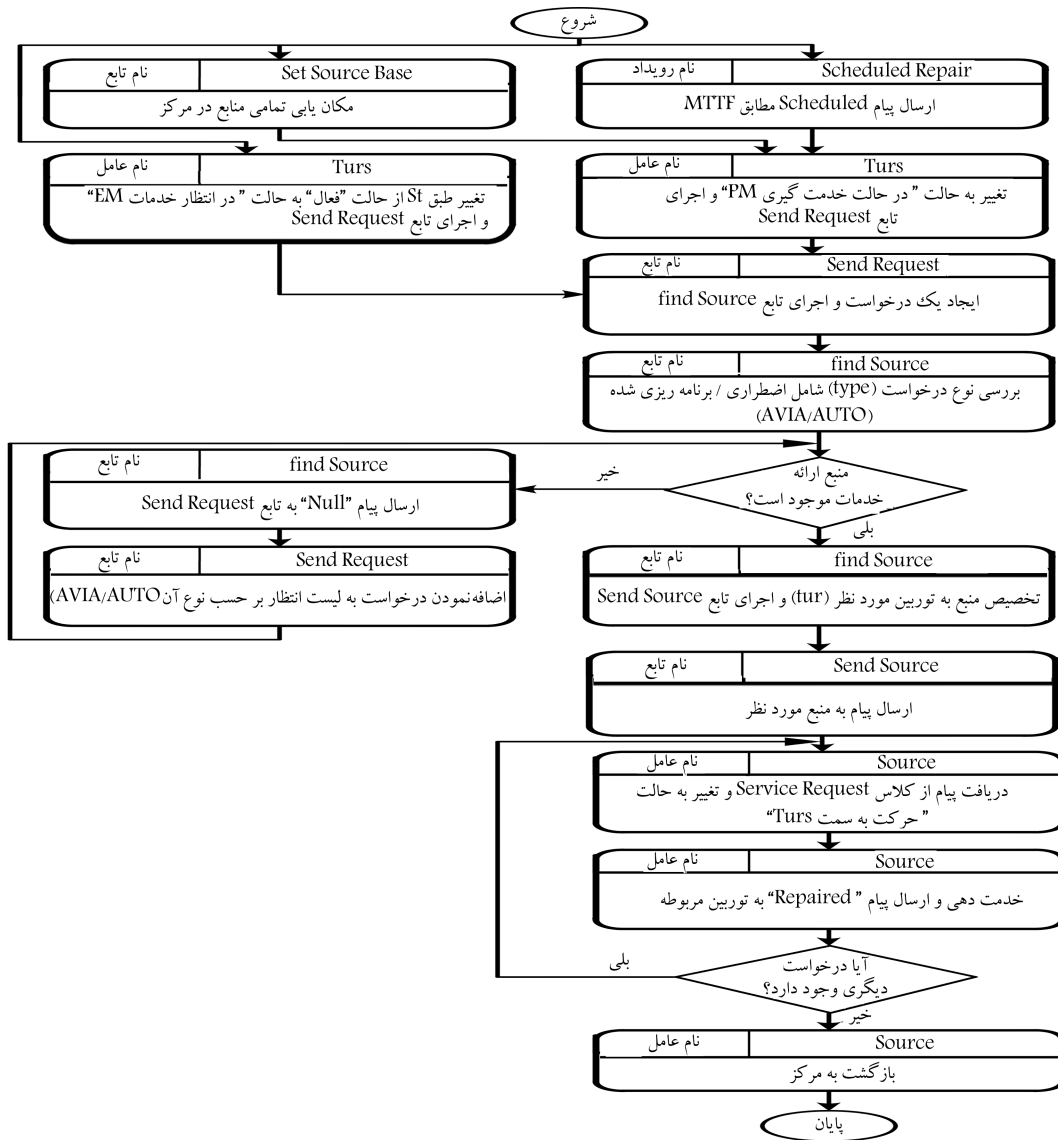 شروع
نام تابع Set Source Base
مکان یابی تمامی منابع در مرکز
نام رویداد Scheduled Repair
ارسال پیام Scheduled مطابق MTTF
نام عامل Turs
تغییر طبق St از حالت “فعال” به حالت ” در انتظار خدمات EM“
و اجرای تابع Send Request
نام عامل Turs
تغییر به حالت ” در حالت خدمت گیری PM“ و اجرای
تابع Send Request
نام تابع Send Request
ایجاد یک درخواست و اجرای تابع find Source
نام تابع find Source
بررسی نوع درخواست (type) شامل اضطراری / برنامه ریزی شده
(AVIA/AUTO)
منبع ارائه
خدمات موجود است؟
خیر
بلی
نام تابع find Source
ارسال پیام “Null” به تابع Send Request
نام تابع Send Request
اضافه‌نمودن درخواست به لیست انتظار بر حسب نوع آن AVIA/AUTO)
نام تابع find Source
تخصیص منبع به توربین مورد نظر (tur) و اجرای تابع Send Source
نام تابع Send Source
ارسال پیام به منبع مورد نظر
نام عامل Source
دریافت پیام از کلاس Service Request و تغییر به حالت
” حرکت به سمت Turs“
نام عامل Source
خدمت دهی و ارسال پیام ” Repaired“ به توربین مربوطه
آیا درخواست
دیگری وجود دارد؟
بلی
خیر
نام عامل Source
بازگشت به مرکز
پایان